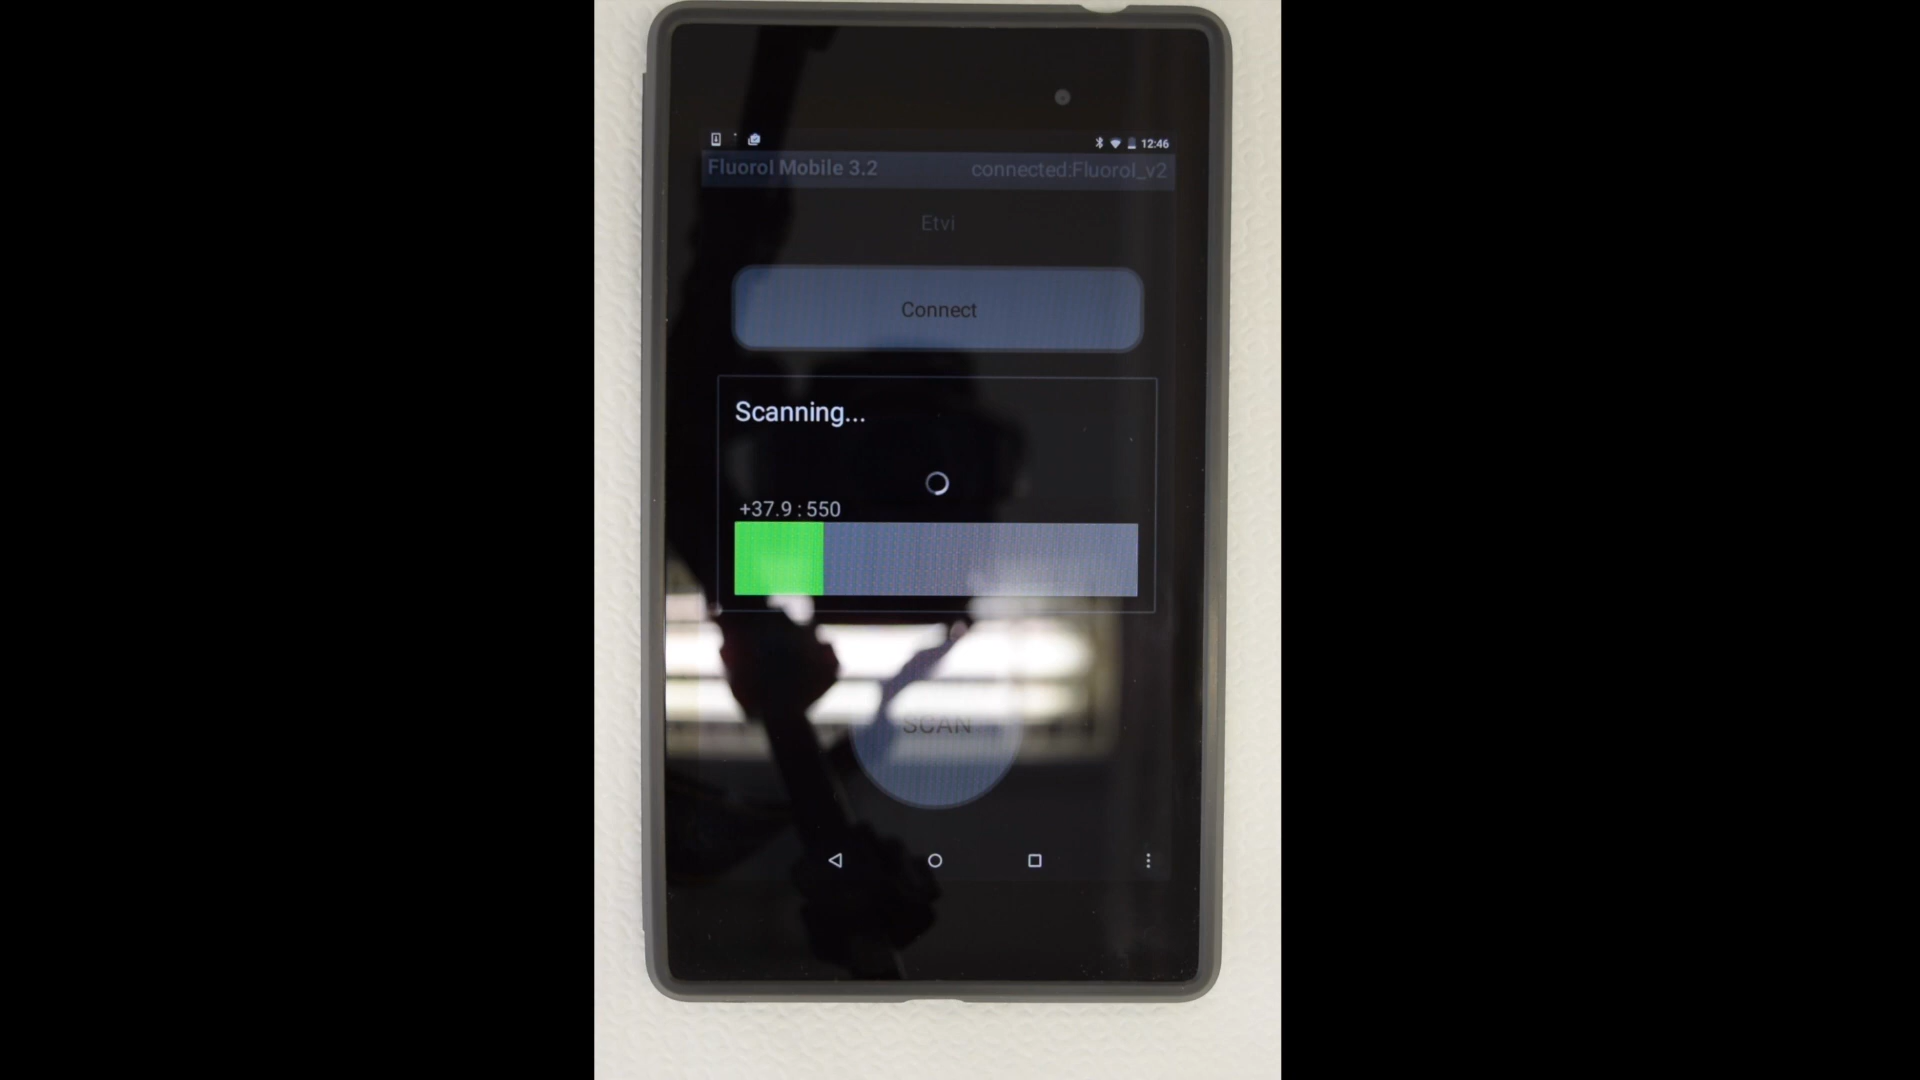 12:46
Fluorol Mobile 3.2 connected:Fluorol_v2
Etvi
Connect
Scanning...
+37.9 : 550
SCAN